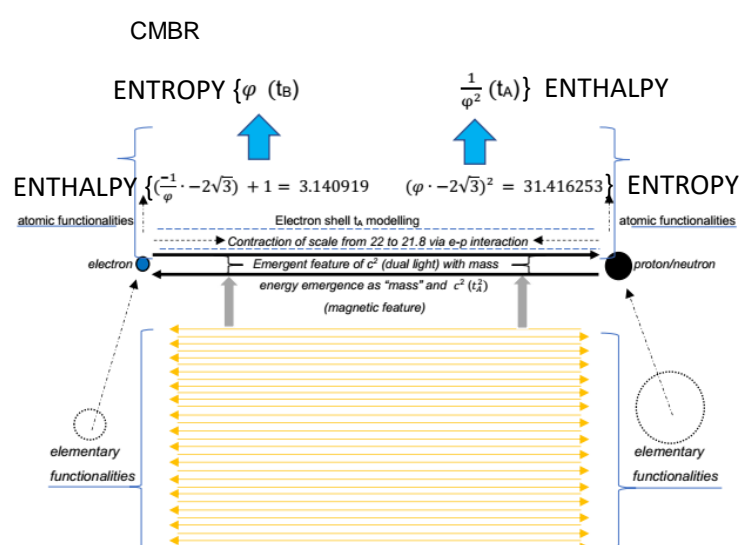 CMBR
ENTROPY {φ (tB) 1/φ² (tA)} ENTHALPY
ENTHALPY {(−1/φ · −2√3) + 1 = 3.140919 (φ · −2√3)² = 31.416253} ENTROPY
atomic functionalities Electron shell tA modelling atomic functionalities
Contraction of scale from 22 to 21.8 via e-p interaction
electron Emergent feature of c² (dual light) with mass proton/neutron
energy emergence as “mass” and c² (tA²)
(magnetic feature)
elementary elementary
functionalities functionalities